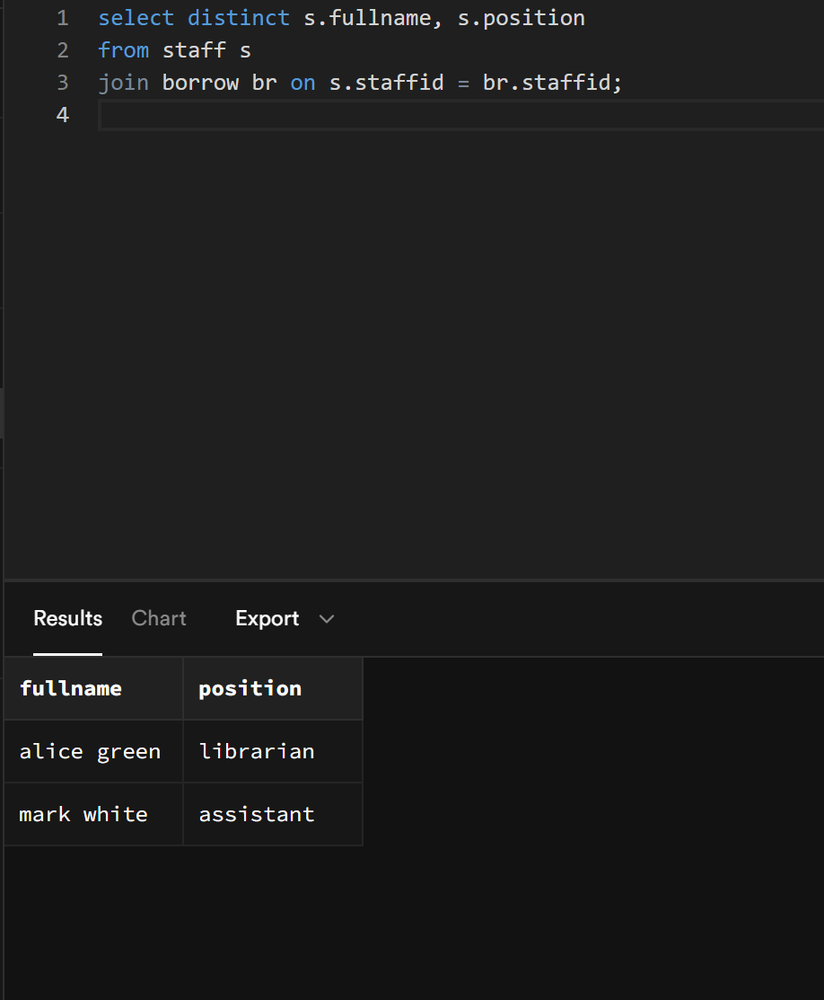 1 select distinct s.fullname, s.position
2 from staff s
3 join borrow br on s.staffid = br.staffid;
4
Results Chart Export
fullname position
alice green librarian
mark white assistant